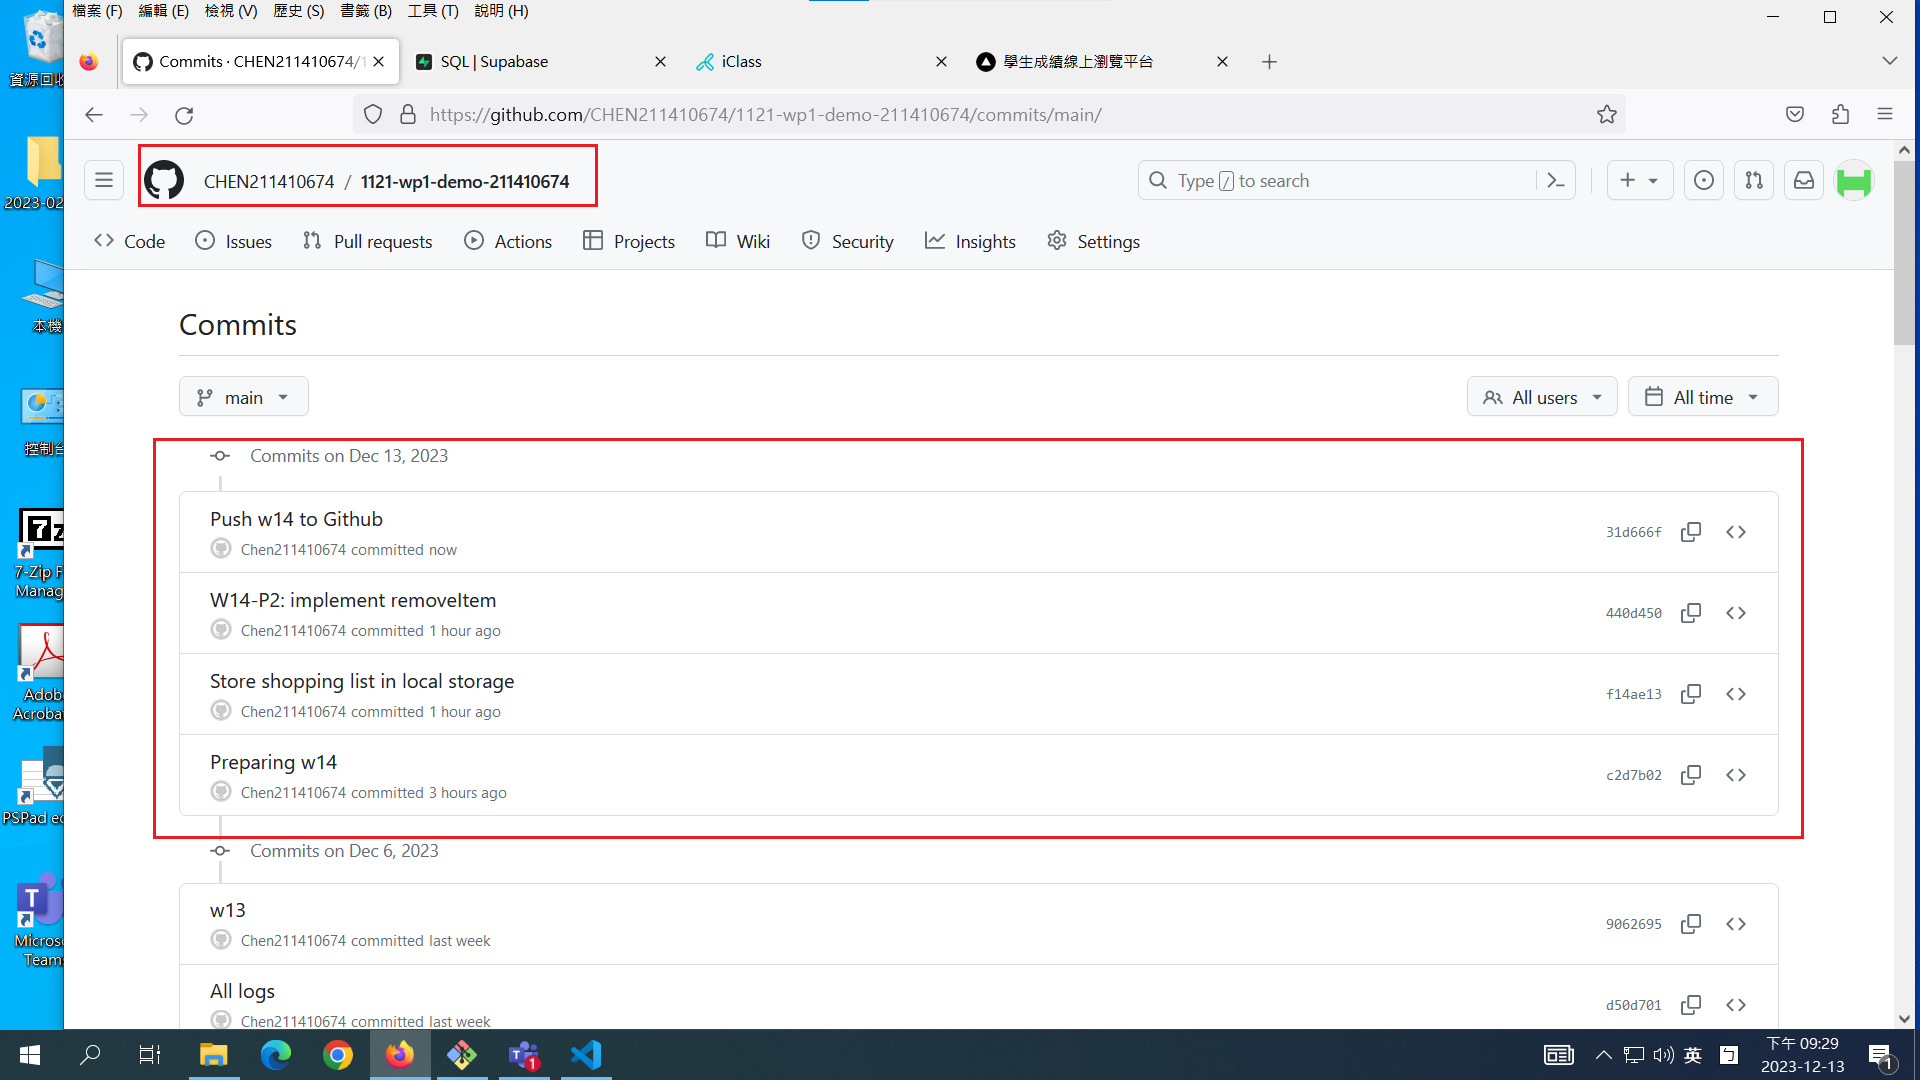 檔案 (F) 編輯 (E) 檢視 (V) 歷史 (S) 書籤 (B) 工具 (T) 說明 (H)
Commits · CHEN211410674/1
SQL | Supabase
iClass
學生成績線上瀏覽平台
https://github.com/CHEN211410674/1121-wp1-demo-211410674/commits/main/
CHEN211410674 / 1121-wp1-demo-211410674
Type / to search
Code Issues Pull requests Actions Projects Wiki Security Insights Settings
Commits
main
All users
All time
Commits on Dec 13, 2023
Push w14 to Github
Chen211410674 committed now
31d666f
W14-P2: implement removeItem
Chen211410674 committed 1 hour ago
440d450
Store shopping list in local storage
Chen211410674 committed 1 hour ago
f14ae13
Preparing w14
Chen211410674 committed 3 hours ago
c2d7b02
Commits on Dec 6, 2023
w13
Chen211410674 committed last week
9062695
All logs
Chen211410674 committed last week
d50d701
資源回收
2023-02
本機
控制台
7-Zip F
Manag
Adob
Acroba
PSPad e
Micros
Team
英
下午 09:29
2023-12-13
1
1